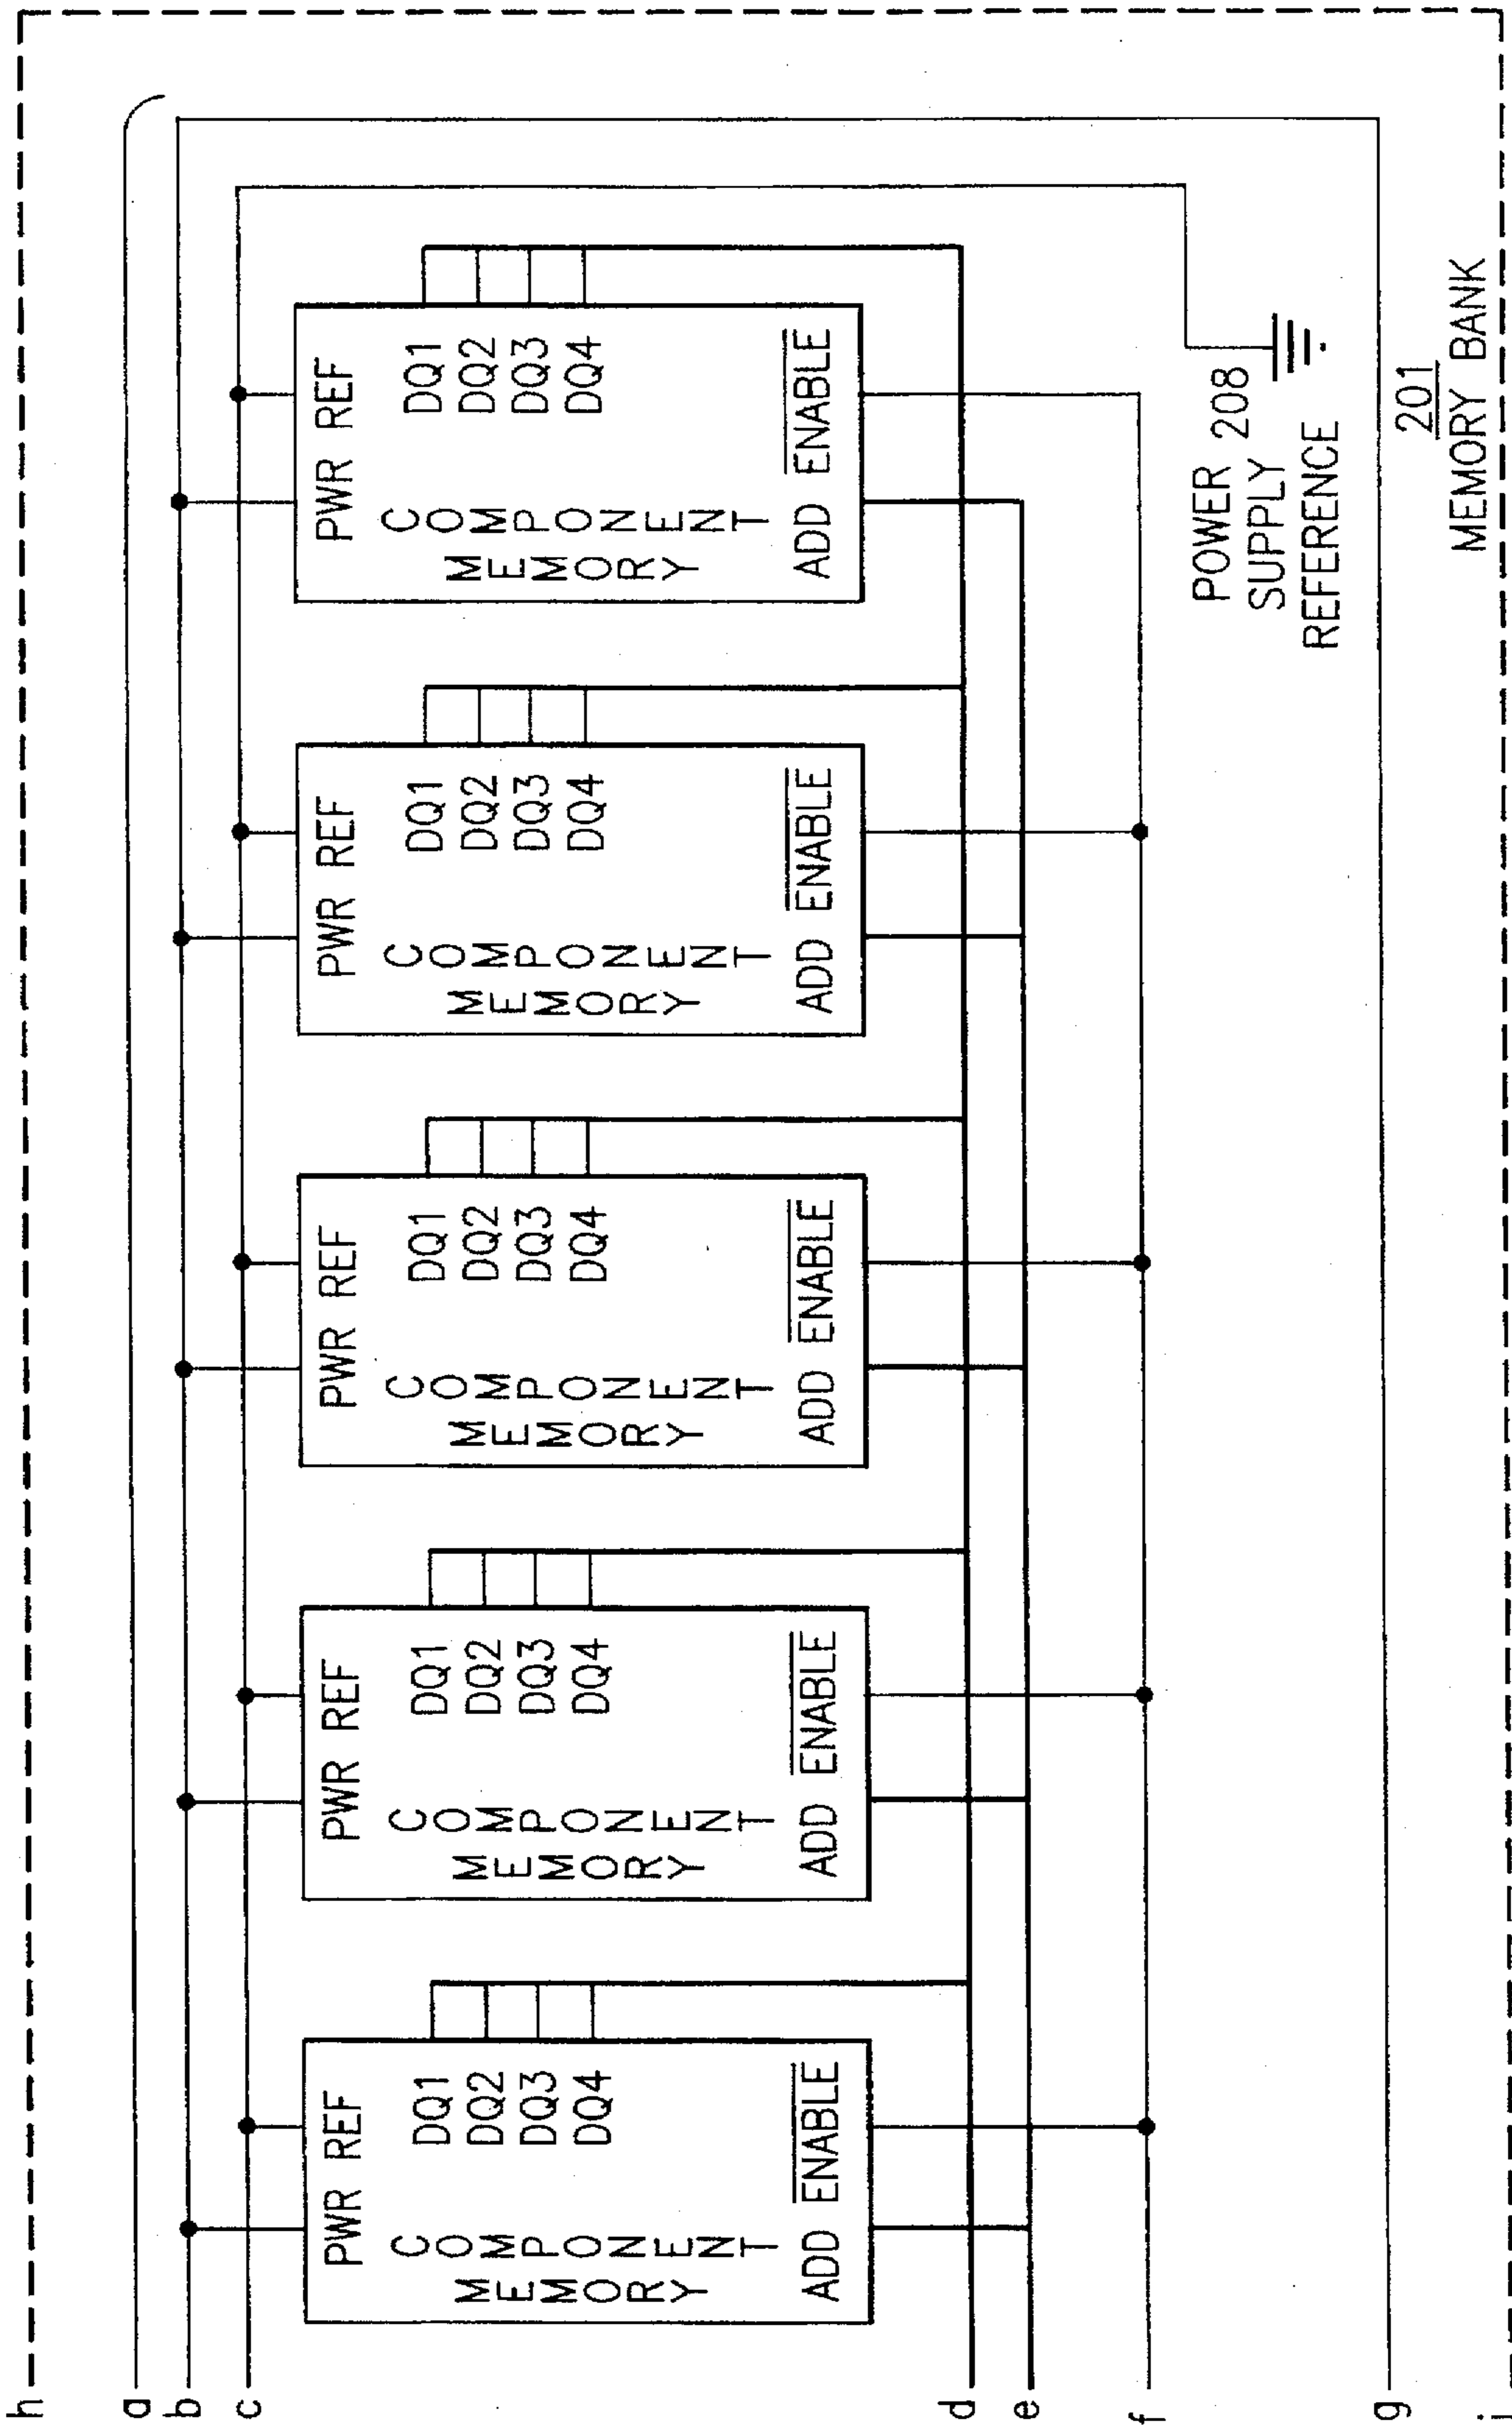 h
a
b
c
PWR REF
MEMORY
COMPONENT
DQ1
DQ2
DQ3
DQ4
ADD ENABLE
PWR REF
MEMORY
COMPONENT
DQ1
DQ2
DQ3
DQ4
ADD ENABLE
PWR REF
MEMORY
COMPONENT
DQ1
DQ2
DQ3
DQ4
ADD ENABLE
PWR REF
MEMORY
COMPONENT
DQ1
DQ2
DQ3
DQ4
ADD ENABLE
PWR REF
MEMORY
COMPONENT
DQ1
DQ2
DQ3
DQ4
ADD ENABLE
d
e
f
POWER 208
SUPPLY
REFERENCE
g
201
MEMORY BANK
i